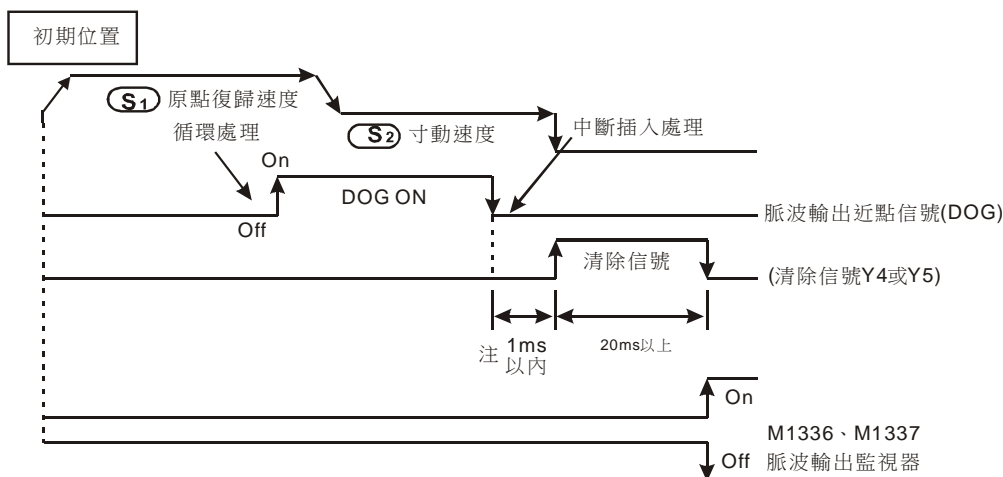 初期位置
S1 原點復歸速度
循環處理
S2 寸動速度
中斷插入處理
On
DOG ON
Off
脈波輸出近點信號(DOG)
清除信號
(清除信號Y4或Y5)
注 1ms
以內
20ms以上
On
M1336、M1337
Off 脈波輸出監視器